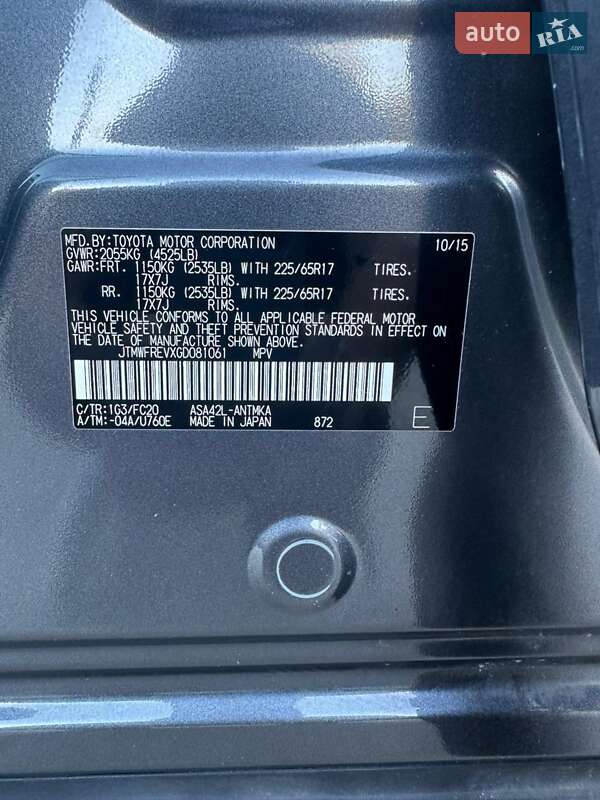 auto RIA.com
MFD.BY:TOYOTA MOTOR CORPORATION 10/15
GVWR:2055KG (4525LB)
GAWR:FRT. 1150KG (2535LB) WITH 225/65R17 TIRES.
17X7J RIMS.
RR. 1150KG (2535LB) WITH 225/65R17 TIRES.
17X7J RIMS.
THIS VEHICLE CONFORMS TO ALL APPLICABLE FEDERAL MOTOR
VEHICLE SAFETY AND THEFT PREVENTION STANDARDS IN EFFECT ON
THE DATE OF MANUFACTURE SHOWN ABOVE.
JTMWFREVXGD081061 MPV
C/TR:1G3/FC20 ASA42L-ANTMKA
A/TM:-04A/U760E MADE IN JAPAN 872 E